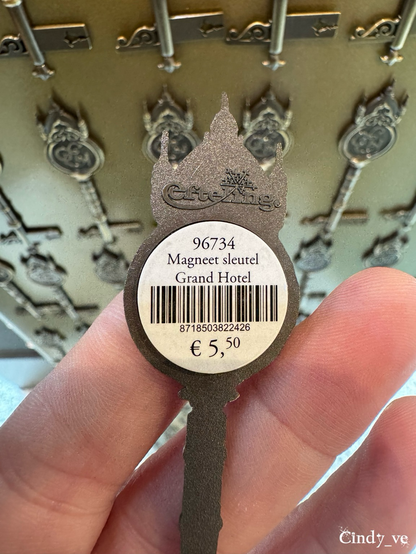 Efteling
96734
Magneet sleutel
Grand Hotel
8718503822426
€ 5,50
Cindy_ve